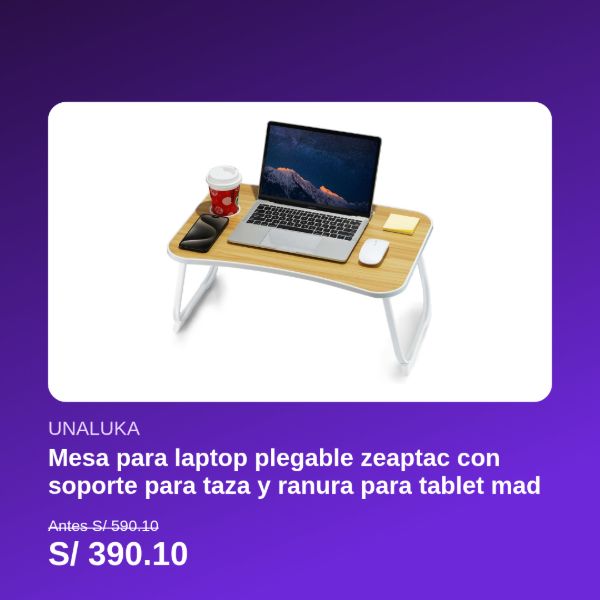 UNALUKA
Mesa para laptop plegable zeaptac con
soporte para taza y ranura para tablet mad
Antes S/ 590.10
S/ 390.10